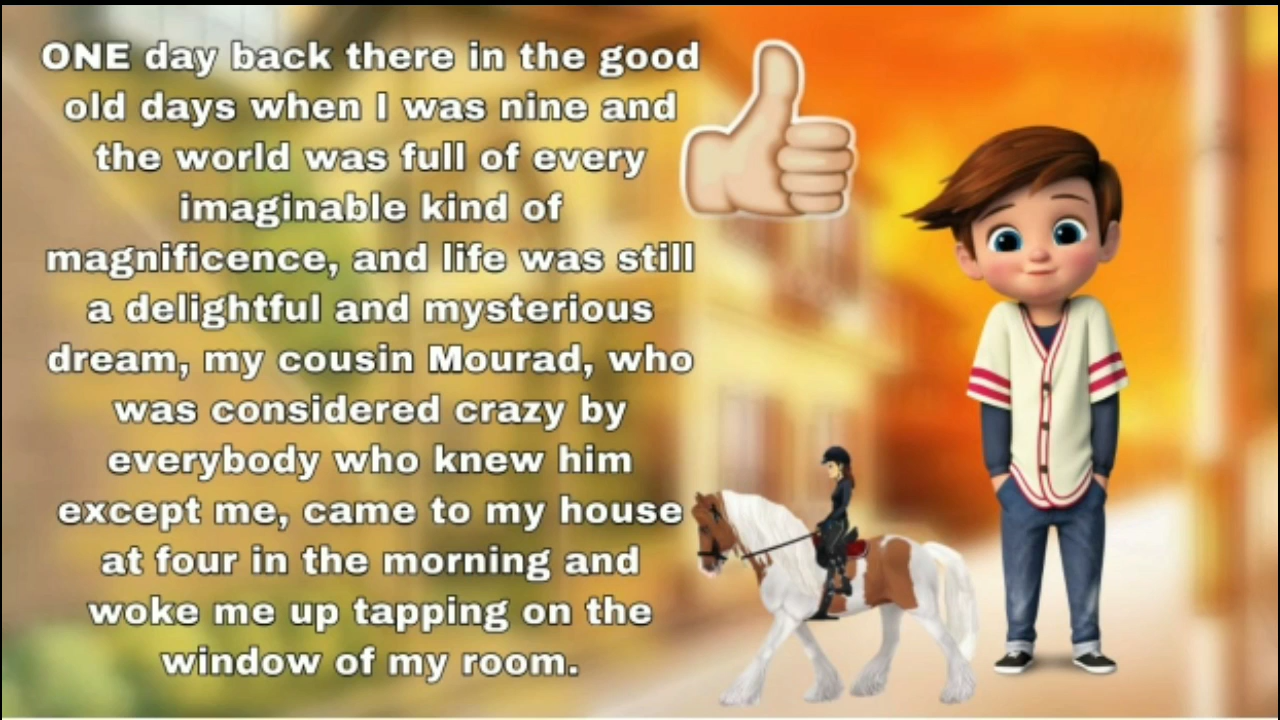 ONE day back there in the good
old days when I was nine and
the world was full of every
imaginable kind of
magnificence, and life was still
a delightful and mysterious
dream, my cousin Mourad, who
was considered crazy by
everybody who knew him
except me, came to my house
at four in the morning and
woke me up tapping on the
window of my room.